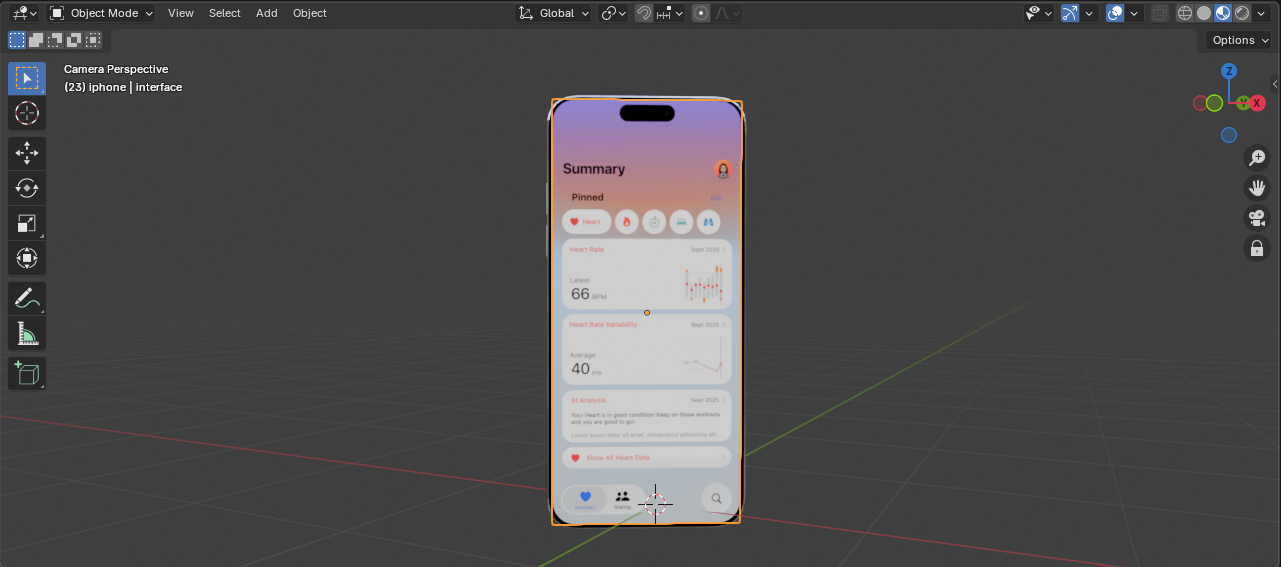 Object Mode View Select Add Object Global
Options
Camera Perspective
(23) iphone | interface
Z
Y X
Summary
Pinned Edit
Heart
Heart Rate Sept 2025
Latest
66 BPM
Heart Rate Variability Sept 2025
Average
40 ms
AI Analysis Sept 2025
Your Heart is in good condition! Keep on those workouts
and you are good to go!
Lorem ipsum dolor sit amet, consectetur adipiscing elit,
Show All Heart Data
Summary Sharing